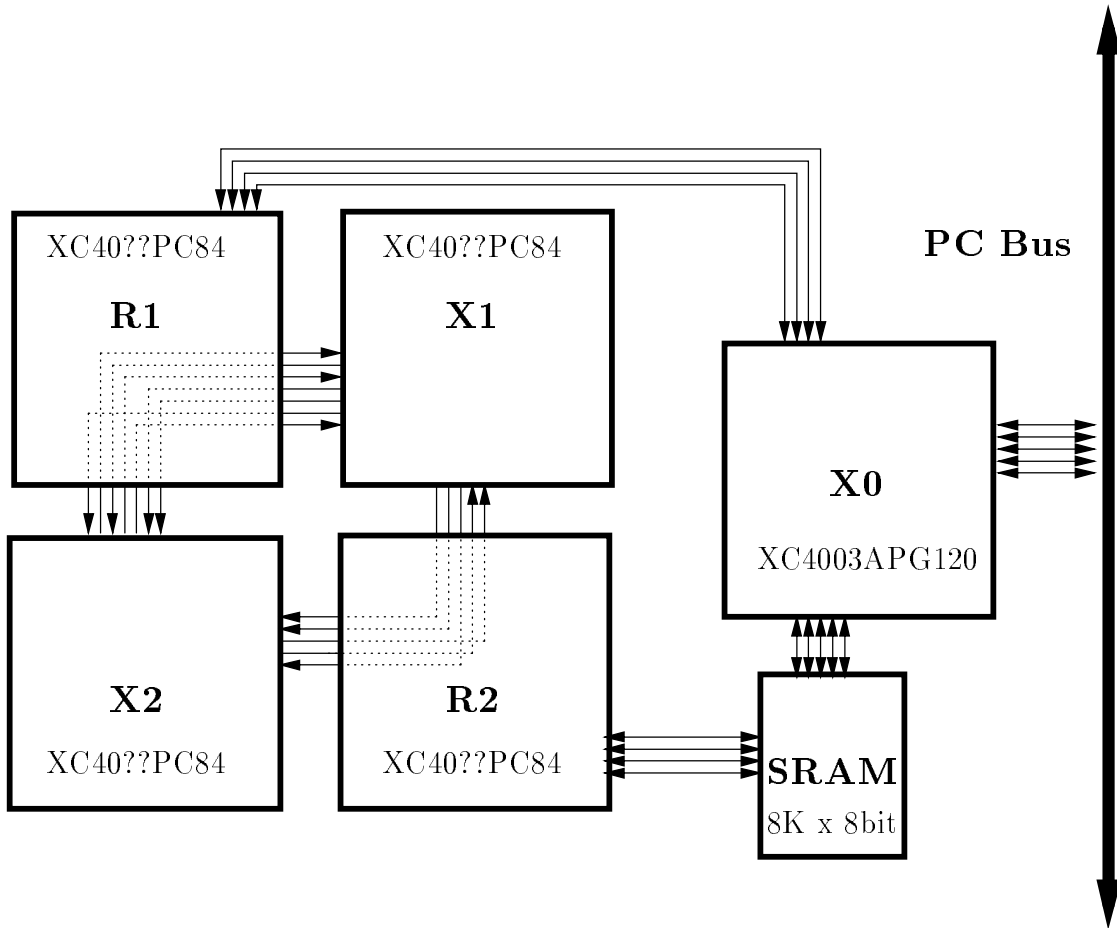 XC40??PC84
R1
XC40??PC84
X1
PC Bus
X0
XC4003APG120
X2
XC40??PC84
R2
XC40??PC84
SRAM
8K x 8bit